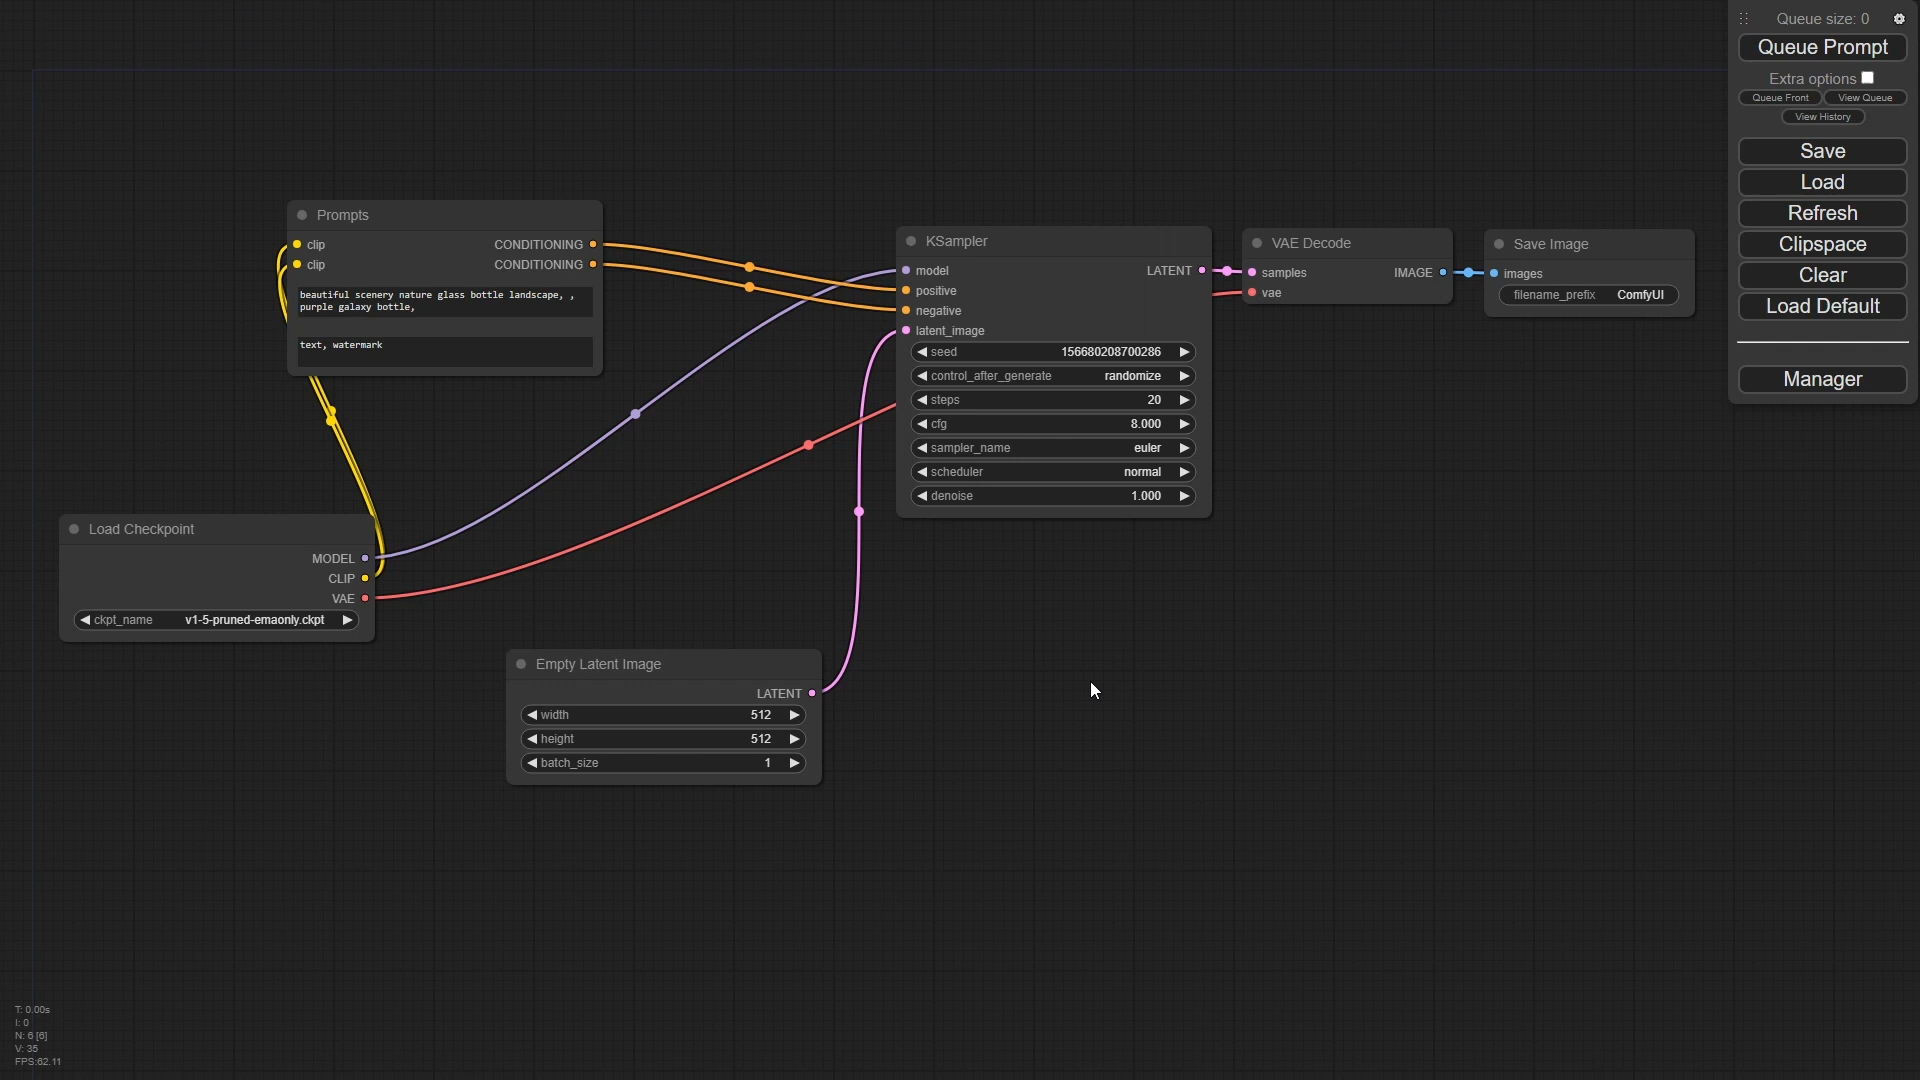 Queue size: 0
Queue Prompt
Extra options
Queue Front
View Queue
View History
Save
Load
Refresh
Clipspace
Clear
Load Default
Manager
Prompts
clip
CONDITIONING
clip
CONDITIONING
beautiful scenery nature glass bottle landscape, ,
purple galaxy bottle,
text, watermark
KSampler
model
LATENT
positive
negative
latent_image
seed 156680208700286
control_after_generate randomize
steps 20
cfg 8.000
sampler_name euler
scheduler normal
denoise 1.000
VAE Decode
samples
IMAGE
vae
Save Image
images
filename_prefix ComfyUI
Load Checkpoint
MODEL
CLIP
VAE
ckpt_name v1-5-pruned-emaonly.ckpt
Empty Latent Image
LATENT
width 512
height 512
batch_size 1
T: 0.00s
I: 0
N: 6 [6]
V: 35
FPS:62.11